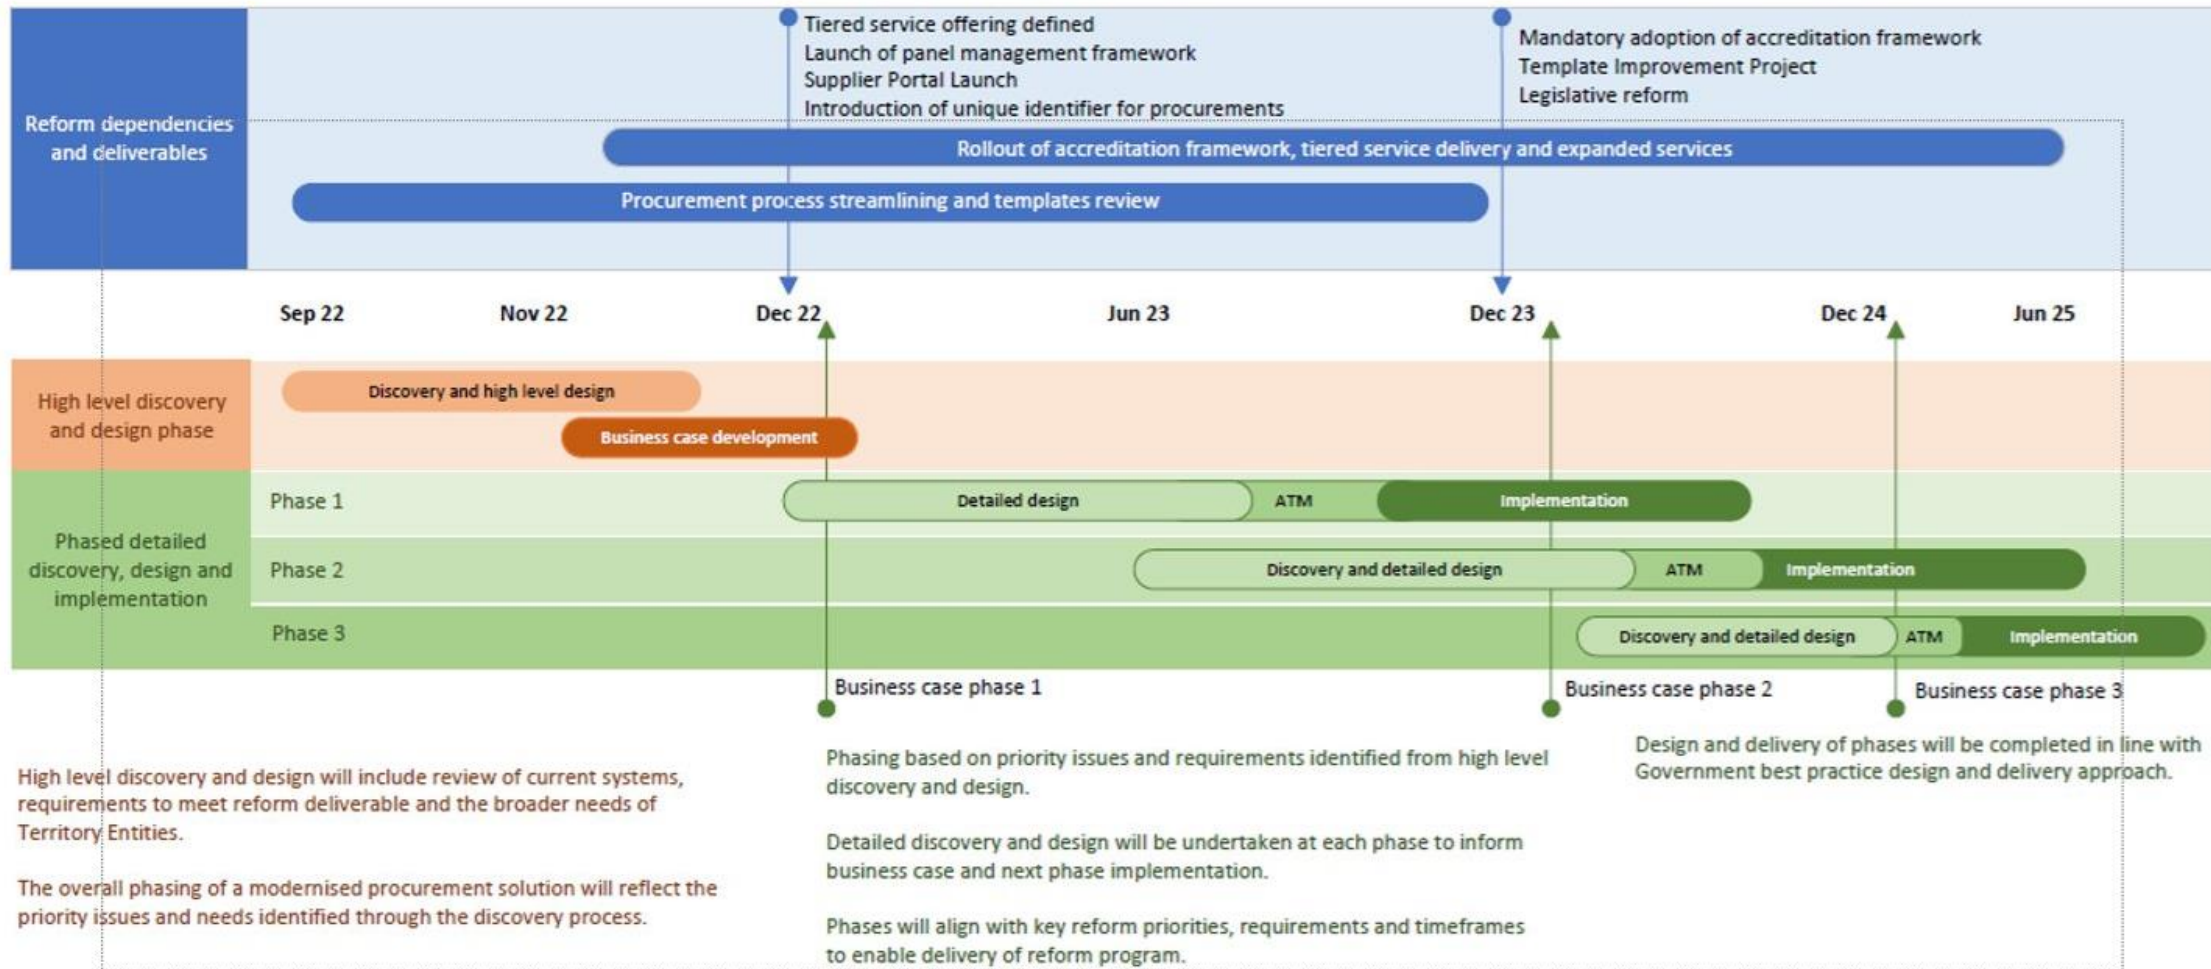 Tiered service offering defined
Launch of panel management framework
Supplier Portal Launch
Introduction of unique identifier for procurements
Mandatory adoption of accreditation framework
Template Improvement Project
Legislative reform
Reform dependencies
and deliverables
Rollout of accreditation framework, tiered service delivery and expanded services
Procurement process streamlining and templates review
Sep 22
Nov 22
Dec 22
Jun 23
Dec 23
Dec 24
Jun 25
High level discovery
and design phase
Discovery and high level design
Business case development
Phased detailed
discovery, design and
implementation
Phase 1
Detailed design
ATM
Implementation
Phase 2
Discovery and detailed design
ATM
Implementation
Phase 3
Discovery and detailed design
ATM
Implementation
Business case phase 1
Business case phase 2
Business case phase 3
High level discovery and design will include review of current systems,
requirements to meet reform deliverable and the broader needs of
Territory Entities.
The overall phasing of a modernised procurement solution will reflect the
priority issues and needs identified through the discovery process.
Phasing based on priority issues and requirements identified from high level
discovery and design.
Detailed discovery and design will be undertaken at each phase to inform
business case and next phase implementation.
Phases will align with key reform priorities, requirements and timeframes
to enable delivery of reform program.
Design and delivery of phases will be completed in line with
Government best practice design and delivery approach.